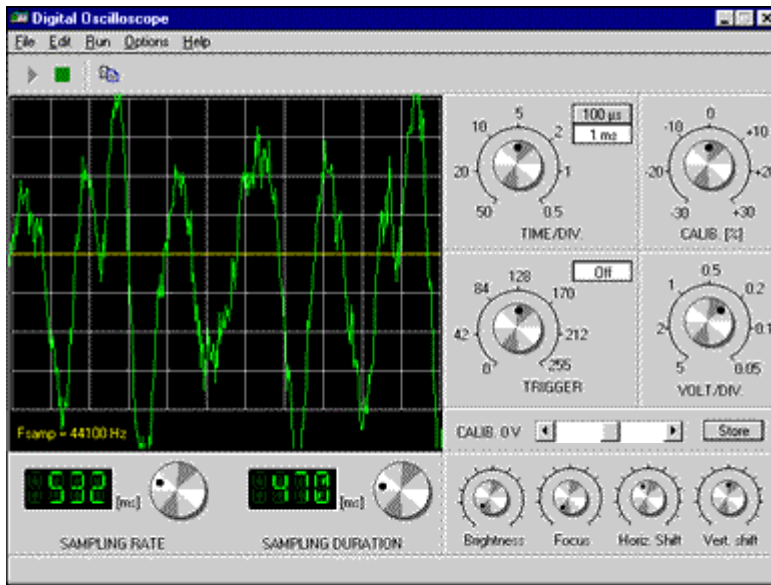 Digital Oscilloscope
File Edit Run Options Help
100 µs
1 ms
50 20 10 5 2 1 0.5
TIME/DIV.
-30 -20 -10 0 +10 +20 +30
CALIB. [%]
Off
0 42 84 128 170 212 255
TRIGGER
5 2 1 0.5 0.2 0.1 0.05
VOLT/DIV.
Fsamp = 44100 Hz
CALIB. 0 V
Store
532 [ms]
SAMPLING RATE
470 [ms]
SAMPLING DURATION
Brightness Focus Horiz. Shift Vert. shift